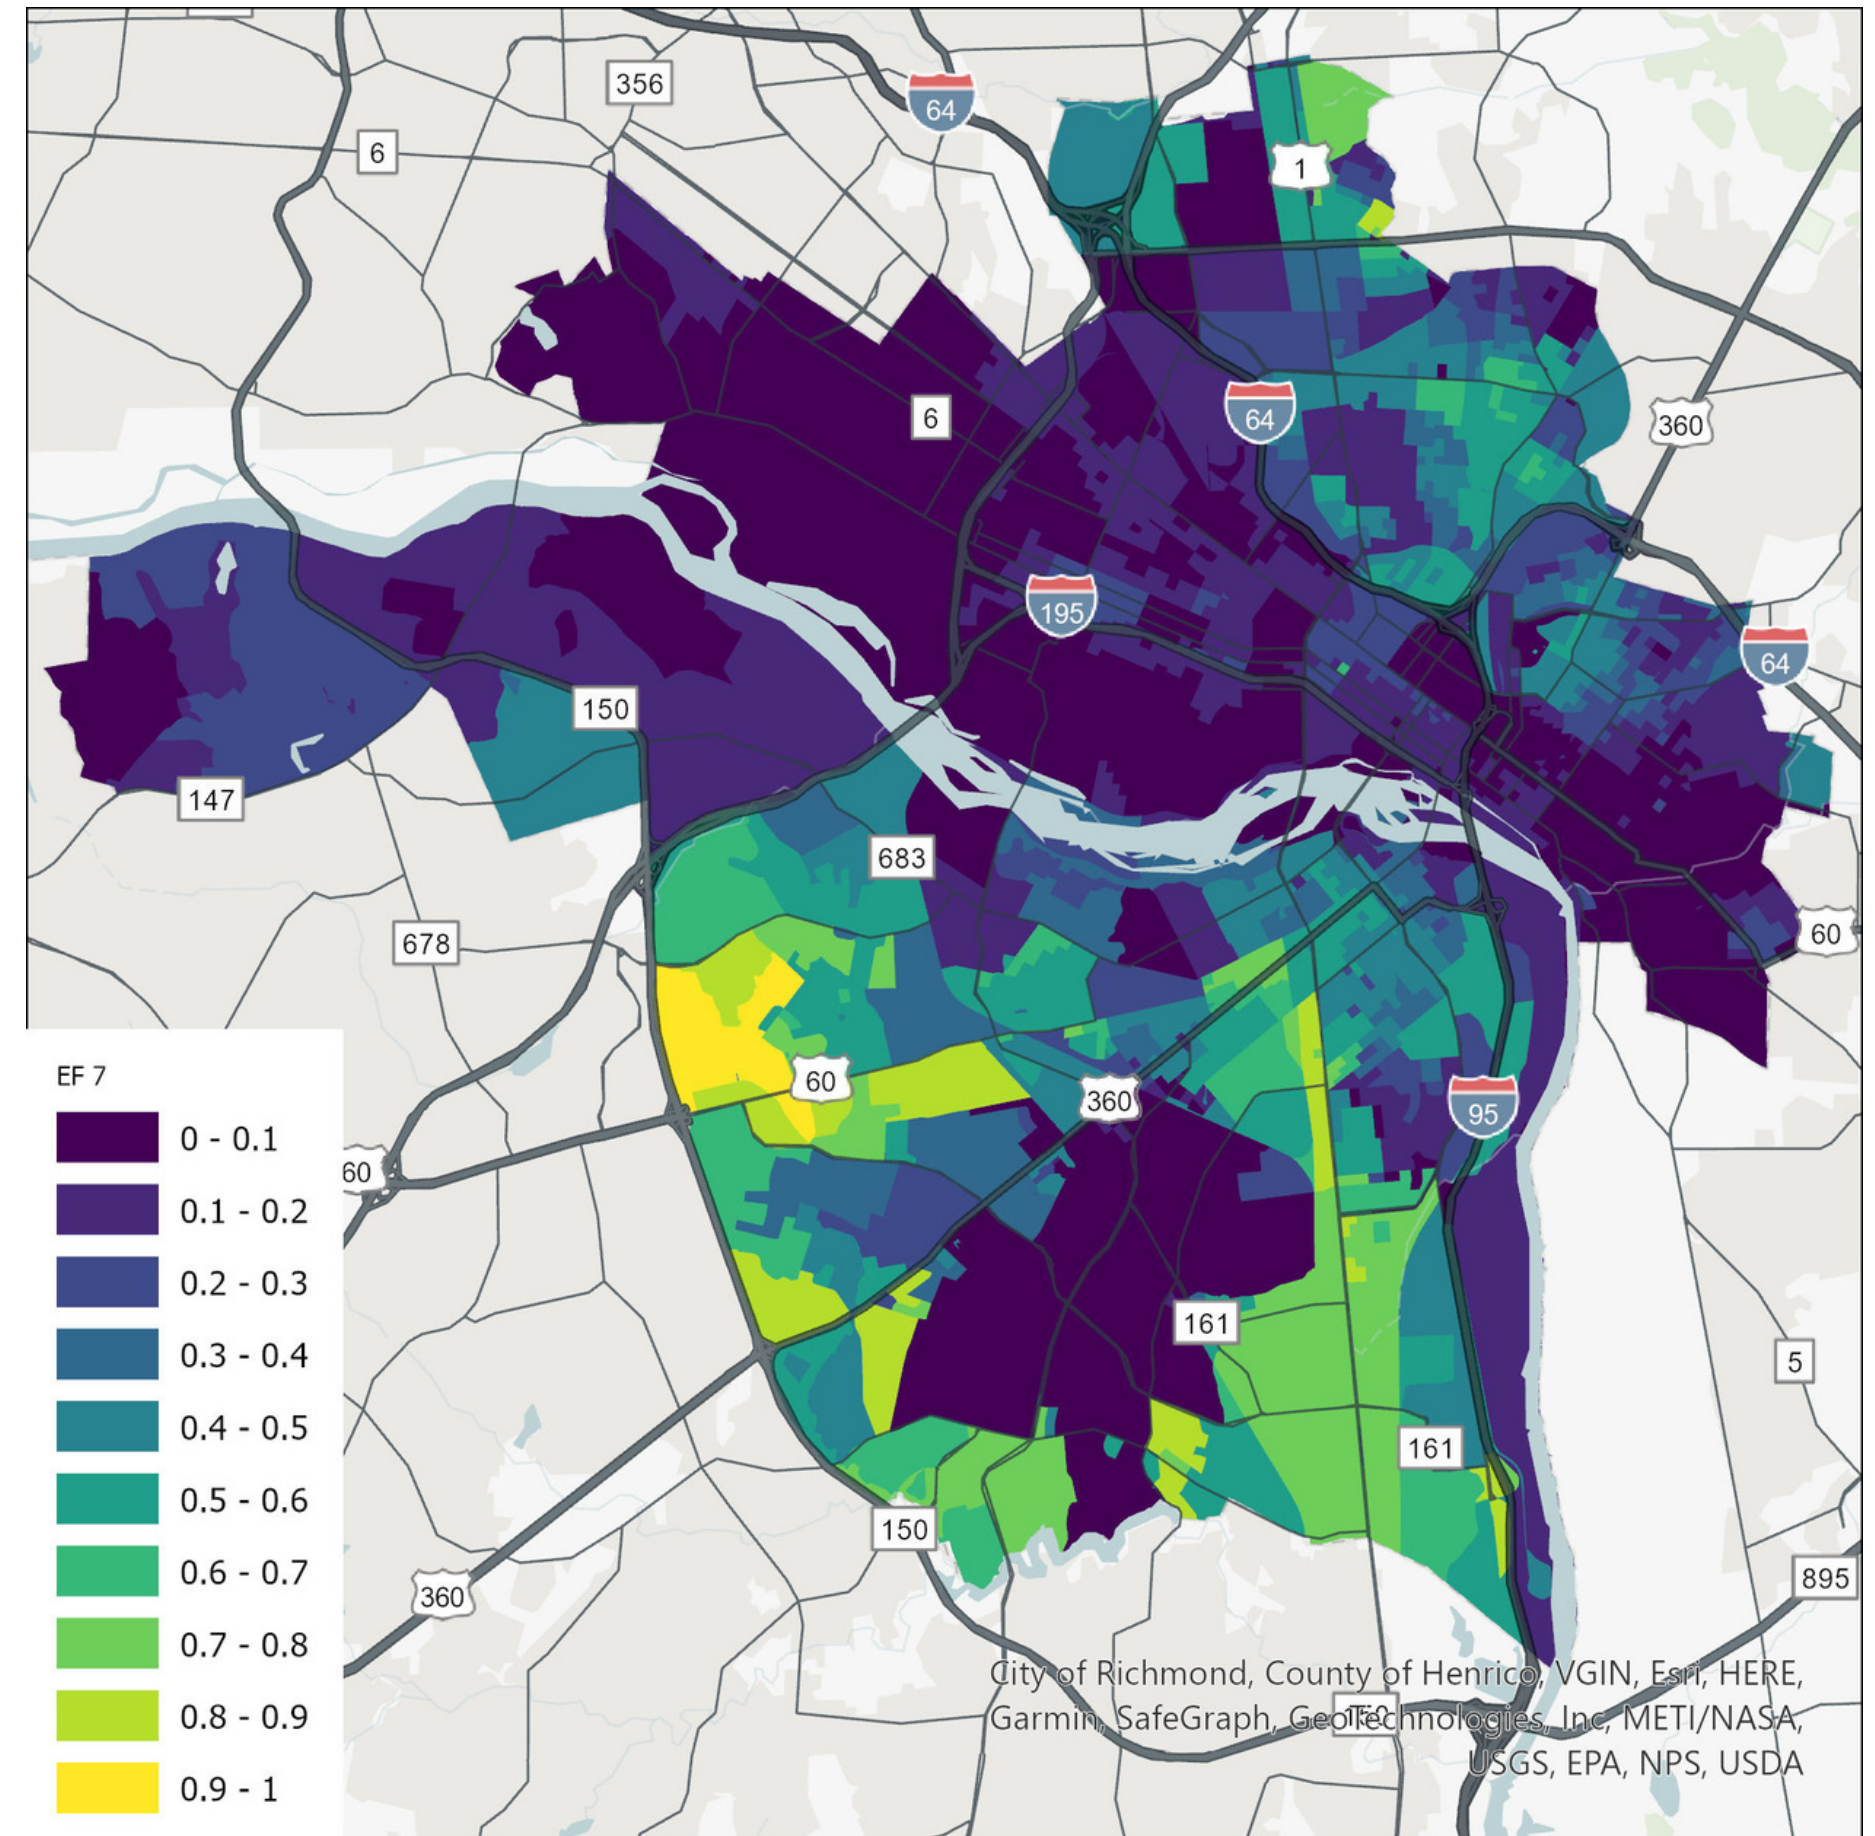 356
64
6
1
6
64
360
195
64
150
147
683
678
60
60
360
95
60
161
5
161
150
360
895
EF 7
0 - 0.1
0.1 - 0.2
0.2 - 0.3
0.3 - 0.4
0.4 - 0.5
0.5 - 0.6
0.6 - 0.7
0.7 - 0.8
0.8 - 0.9
0.9 - 1
City of Richmond, County of Henrico, VGIN, Esri, HERE,
Garmin, SafeGraph, GeoTechnologies, Inc, METI/NASA,
USGS, EPA, NPS, USDA